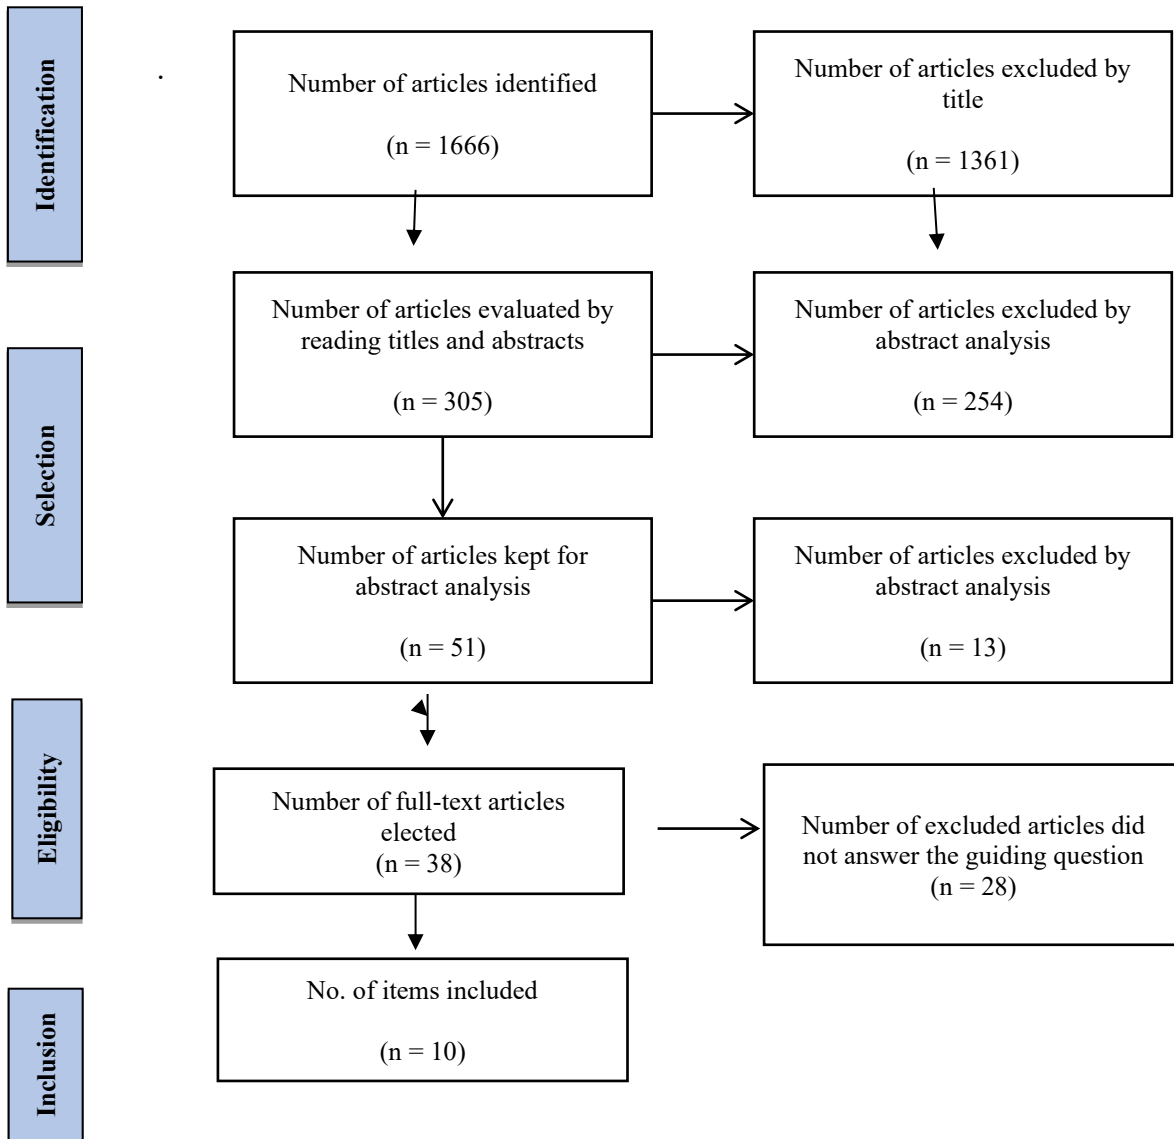 Identification
.
Number of articles identified
(n = 1666)
Number of articles excluded by
title
(n = 1361)
Number of articles evaluated by
reading titles and abstracts
(n = 305)
Number of articles excluded by
abstract analysis
(n = 254)
Selection
Number of articles kept for
abstract analysis
(n = 51)
Number of articles excluded by
abstract analysis
(n = 13)
Eligibility
Number of full-text articles
elected
(n = 38)
Number of excluded articles did
not answer the guiding question
(n = 28)
Inclusion
No. of items included
(n = 10)